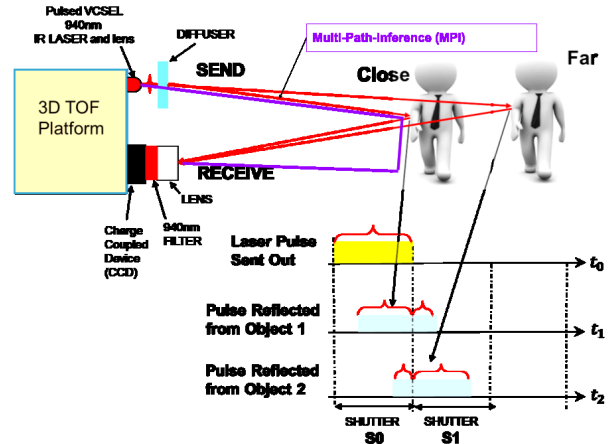 Pulsed VCSEL
940nm
IR LASER and lens
DIFFUSER
Multi-Path-Inference (MPI)
SEND
Close
Far
3D TOF
Platform
RECEIVE
LENS
940nm
FILTER
Charge
Coupled
Device
(CCD)
Laser Pulse
Sent Out
t0
Pulse Reflected
from Object 1
t1
Pulse Reflected
from Object 2
t2
SHUTTER
S0
SHUTTER
S1